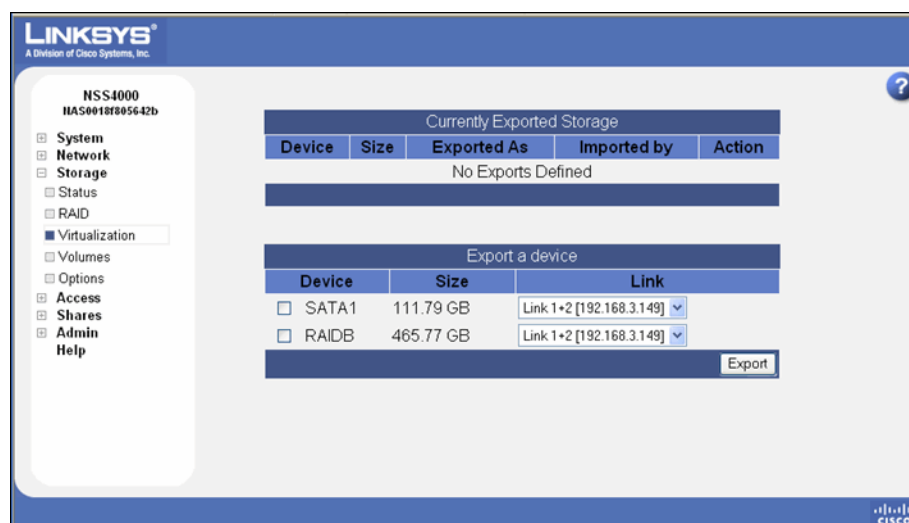 LINKSYS®
A Division of Cisco Systems, Inc.
?
NSS4000
NAS0018f805642b
System
Network
Storage
Status
RAID
Virtualization
Volumes
Options
Access
Shares
Admin
Help
Currently Exported Storage
Device Size Exported As Imported by Action
No Exports Defined
Export a device
Device Size Link
SATA1 111.79 GB Link 1+2 [192.168.3.149]
RAIDB 465.77 GB Link 1+2 [192.168.3.149]
Export
CISCO